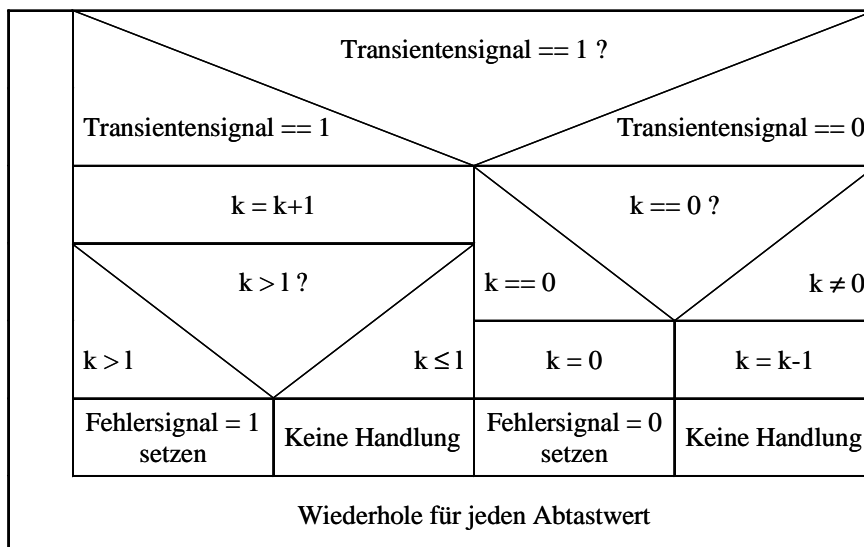 Transientensignal == 1 ?
Transientensignal == 1
Transientensignal == 0
k = k+1
k == 0 ?
k > l ?
k == 0
k ≠ 0
k > l
k ≤ l
k = 0
k = k-1
Fehlersignal = 1
setzen
Keine Handlung
Fehlersignal = 0
setzen
Keine Handlung
Wiederhole für jeden Abtastwert